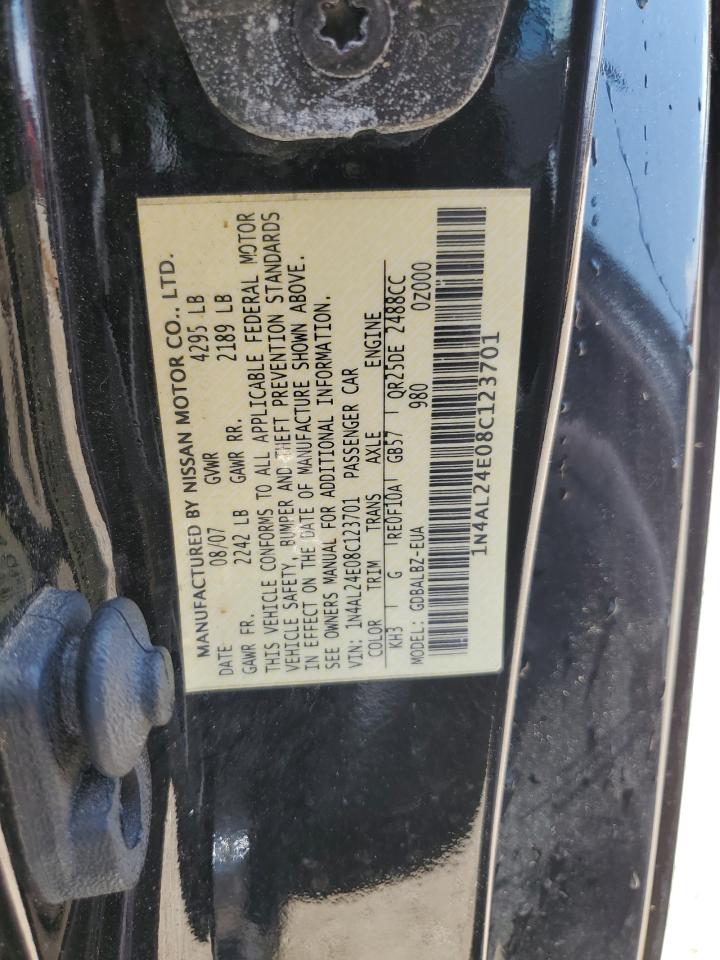 MANUFACTURED BY NISSAN MOTOR CO., LTD.
DATE 08/07 GVWR 4295 LB
GAWR FR. 2242 LB GAWR RR. 2189 LB
THIS VEHICLE CONFORMS TO ALL APPLICABLE FEDERAL MOTOR
VEHICLE SAFETY, BUMPER AND THEFT PREVENTION STANDARDS
IN EFFECT ON THE DATE OF MANUFACTURE SHOWN ABOVE.
SEE OWNERS MANUAL FOR ADDITIONAL INFORMATION.
VIN: 1N4AL24E08C123701 PASSENGER CAR
COLOR TRIM TRANS AXLE ENGINE
KH3 G RE0F10A GB57 QR25DE 2488CC
MODEL: GDBALBZ-EUA 980 0Z000
1N4AL24E08C123701